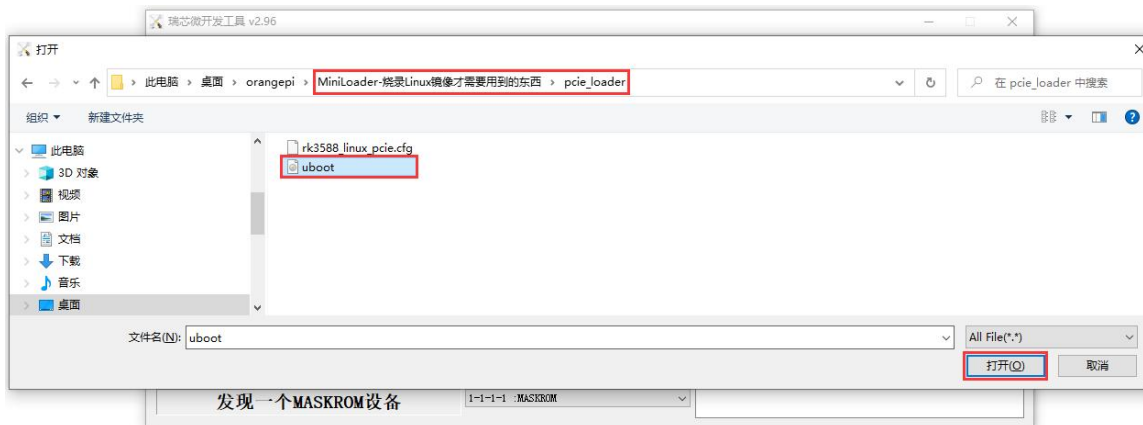 瑞芯微开发工具 v2.96
打开
此电脑 › 桌面 › orangepi › MiniLoader-烧录Linux镜像才需要用到的东西 › pcie_loader
在 pcie_loader 中搜索
组织 新建文件夹
此电脑
3D 对象
视频
图片
文档
下载
音乐
桌面
rk3588_linux_pcie.cfg
uboot
文件名(N): uboot
All File(*.*)
打开(O) 取消
发现一个MASKROM设备
1-1-1-1 :MASKROM